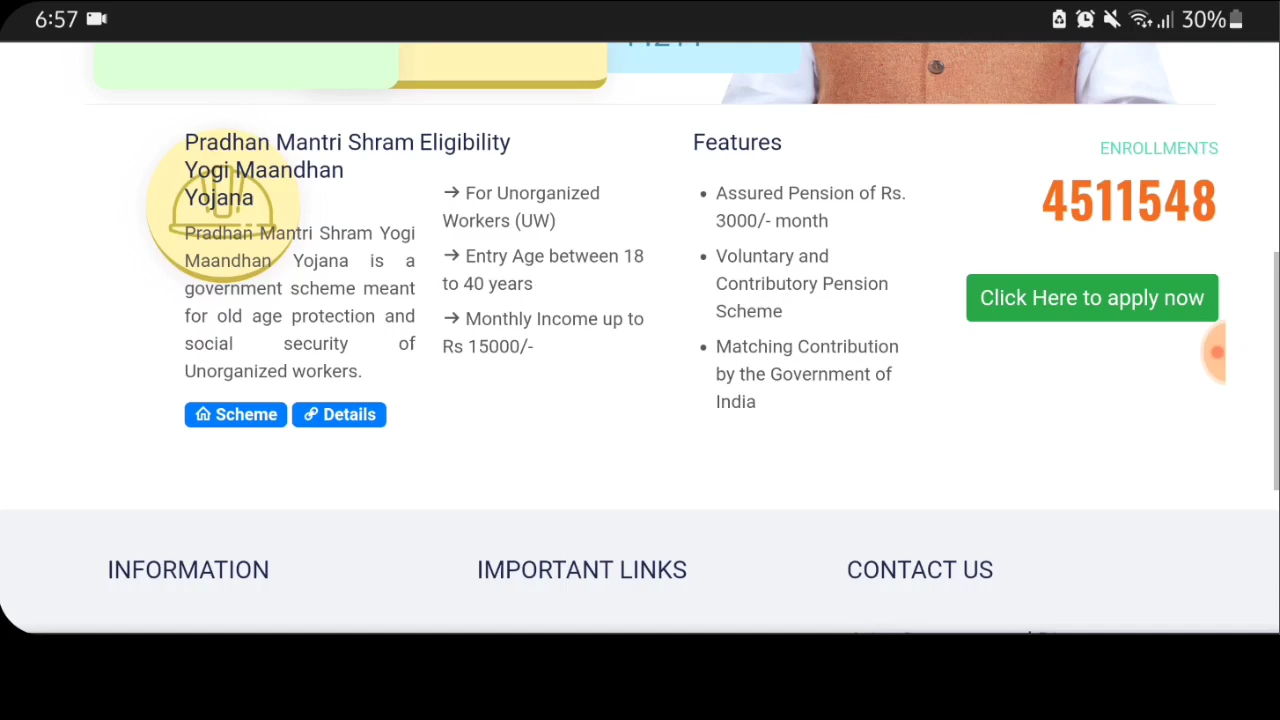 6:57
30%
Pradhan Mantri Shram
Yogi Maandhan
Yojana
Pradhan Mantri Shram Yogi
Maandhan Yojana is a
government scheme meant
for old age protection and
social security of
Unorganized workers.
Scheme Details
Eligibility
→ For Unorganized
Workers (UW)
→ Entry Age between 18
to 40 years
→ Monthly Income up to
Rs 15000/-
Features
• Assured Pension of Rs.
3000/- month
• Voluntary and
Contributory Pension
Scheme
• Matching Contribution
by the Government of
India
ENROLLMENTS
4511548
Click Here to apply now
INFORMATION
IMPORTANT LINKS
CONTACT US